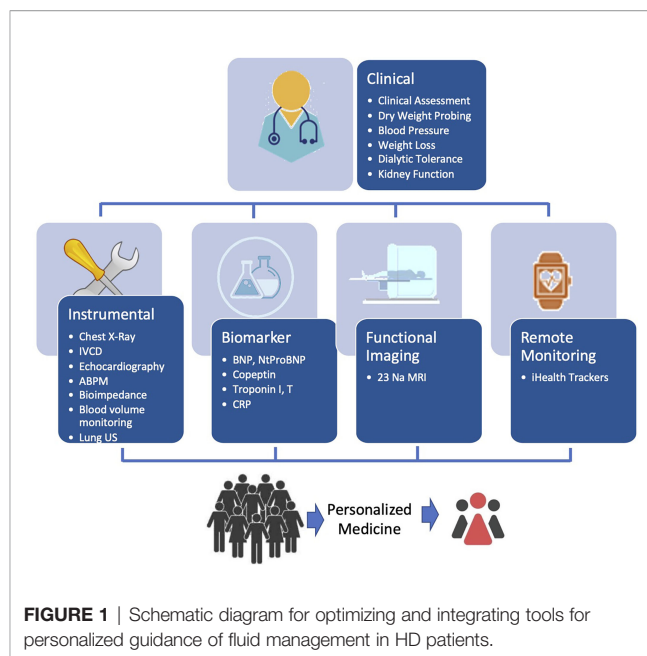 Clinical
• Clinical Assessment
• Dry Weight Probing
• Blood Pressure
• Weight Loss
• Dialytic Tolerance
• Kidney Function
Instrumental
• Chest X-Ray
• IVCD
• Echocardiography
• ABPM
• Bioimpedance
• Blood volume
monitoring
• Lung US
Biomarker
• BNP, NtProBNP
• Copeptin
• Troponin I, T
• CRP
Functional
Imaging
• 23 Na MRI
Remote
Monitoring
• iHealth Trackers
Personalized
Medicine
FIGURE 1 | Schematic diagram for optimizing and integrating tools for
personalized guidance of fluid management in HD patients.